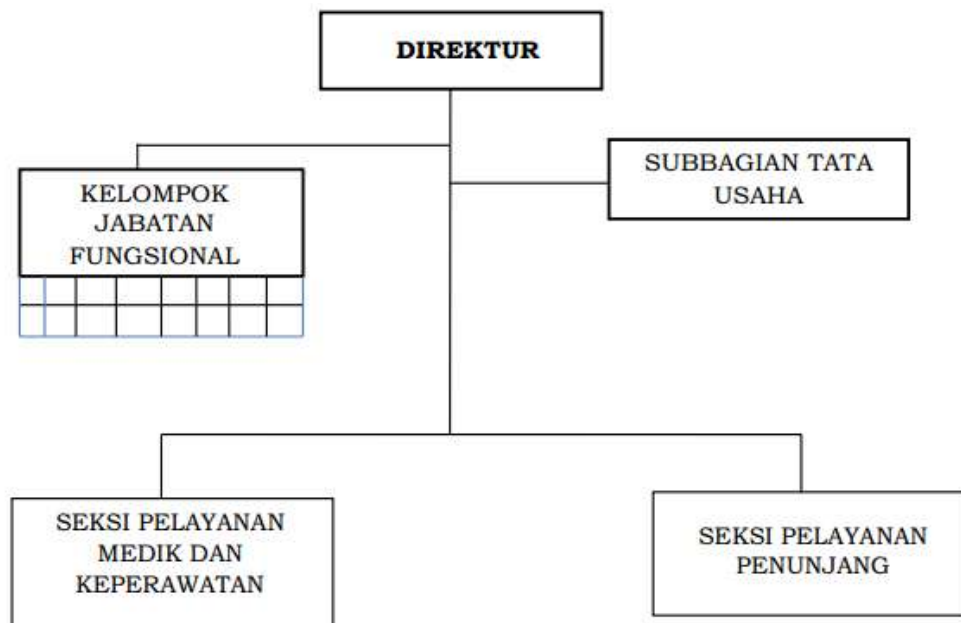 DIREKTUR
SUBBAGIAN TATA
USAHA
KELOMPOK
JABATAN
FUNGSIONAL
SEKSI PELAYANAN
MEDIK DAN
KEPERAWATAN
SEKSI PELAYANAN
PENUNJANG